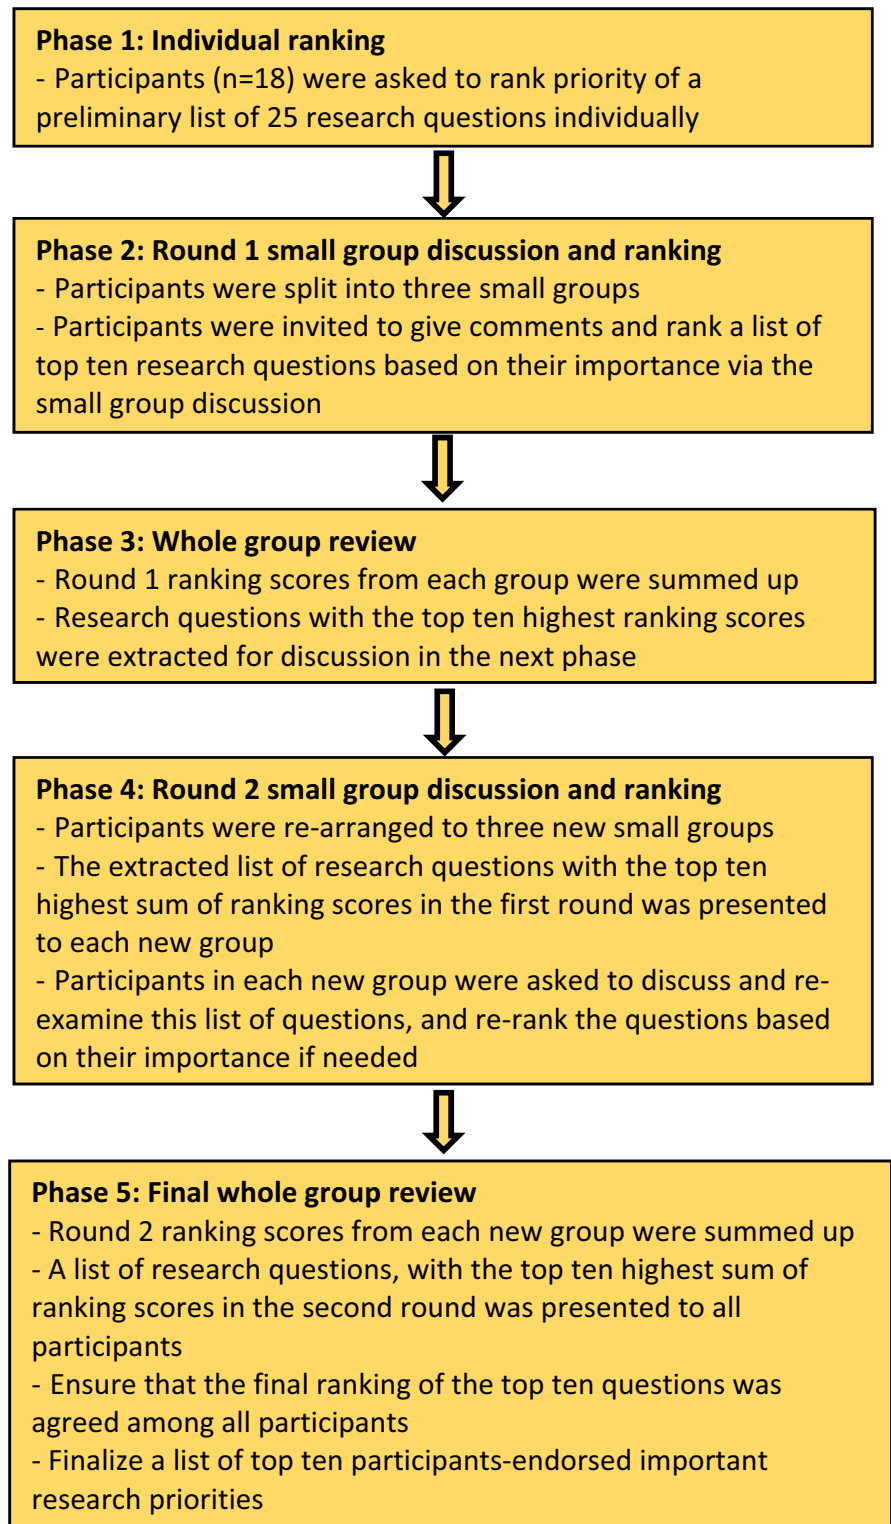 Phase 1: Individual ranking
- Participants (n=18) were asked to rank priority of a
preliminary list of 25 research questions individually
Phase 2: Round 1 small group discussion and ranking
- Participants were split into three small groups
- Participants were invited to give comments and rank a list of
top ten research questions based on their importance via the
small group discussion
Phase 3: Whole group review
- Round 1 ranking scores from each group were summed up
- Research questions with the top ten highest ranking scores
were extracted for discussion in the next phase
Phase 4: Round 2 small group discussion and ranking
- Participants were re-arranged to three new small groups
- The extracted list of research questions with the top ten
highest sum of ranking scores in the first round was presented
to each new group
- Participants in each new group were asked to discuss and re-
examine this list of questions, and re-rank the questions based
on their importance if needed
Phase 5: Final whole group review
- Round 2 ranking scores from each new group were summed up
- A list of research questions, with the top ten highest sum of
ranking scores in the second round was presented to all
participants
- Ensure that the final ranking of the top ten questions was
agreed among all participants
- Finalize a list of top ten participants-endorsed important
research priorities